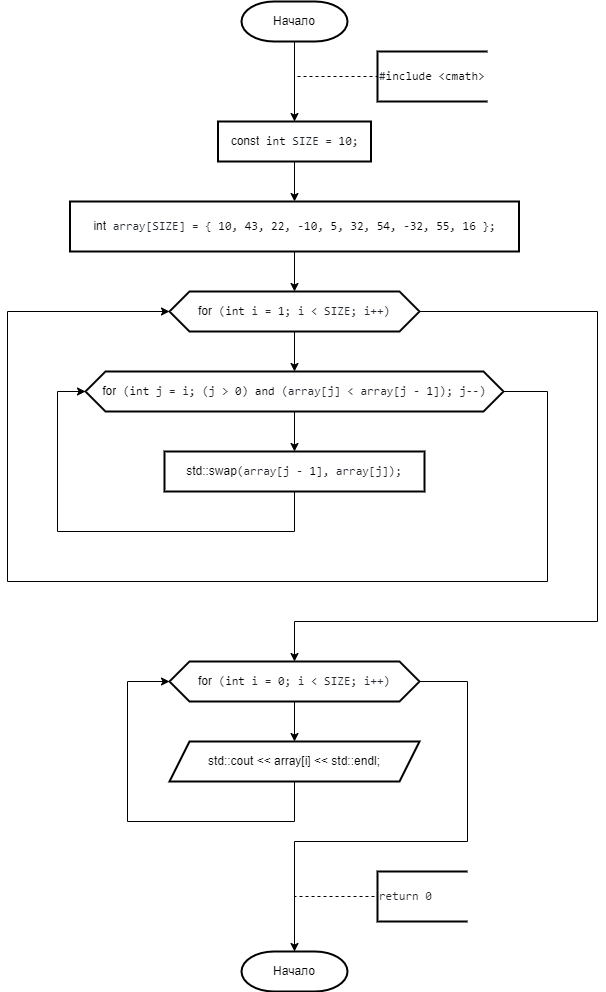 Начало
#include <cmath>
const int SIZE = 10;
int array[SIZE] = { 10, 43, 22, -10, 5, 32, 54, -32, 55, 16 };
for (int i = 1; i < SIZE; i++)
for (int j = i; (j > 0) and (array[j] < array[j - 1]); j--)
std::swap(array[j - 1], array[j]);
for (int i = 0; i < SIZE; i++)
std::cout << array[i] << std::endl;
return 0
Начало